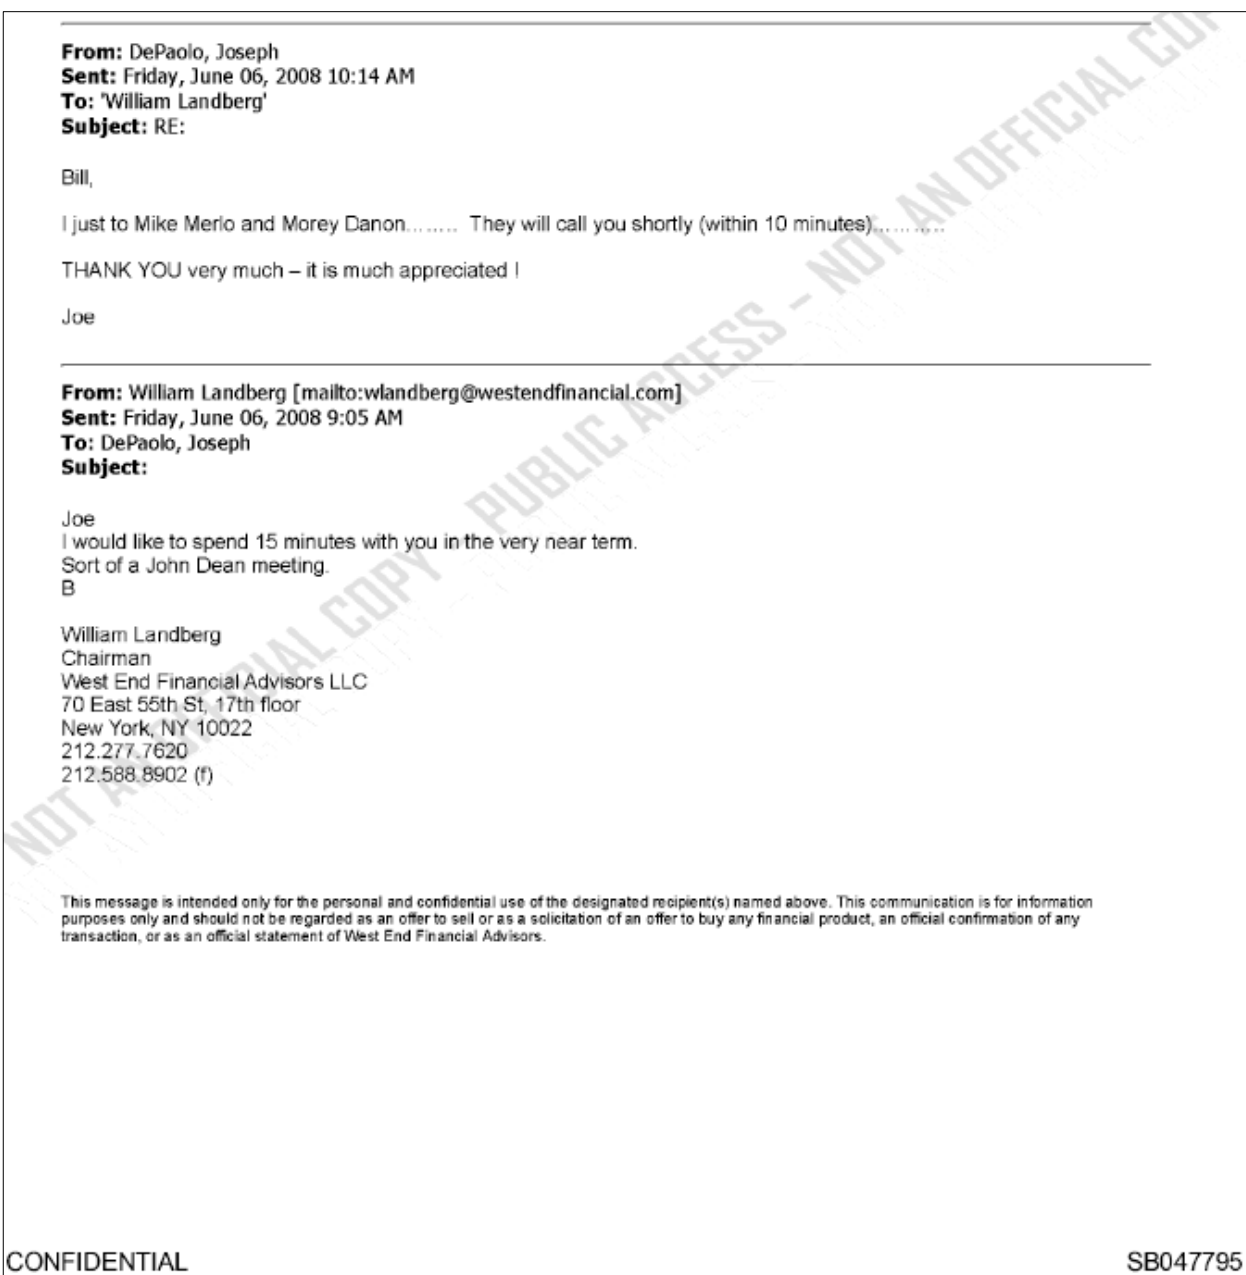 From: DePaolo, Joseph
Sent: Friday, June 06, 2008 10:14 AM
To: 'William Landberg'
Subject: RE:
Bill,
I just to Mike Merlo and Morey Danon........ They will call you shortly (within 10 minutes)...........
THANK YOU very much – it is much appreciated !
Joe
From: William Landberg [mailto:wlandberg@westendfinancial.com]
Sent: Friday, June 06, 2008 9:05 AM
To: DePaolo, Joseph
Subject:
Joe
I would like to spend 15 minutes with you in the very near term.
Sort of a John Dean meeting.
B
William Landberg
Chairman
West End Financial Advisors LLC
70 East 55th St, 17th floor
New York, NY 10022
212.277.7620
212.588.8902 (f)
This message is intended only for the personal and confidential use of the designated recipient(s) named above. This communication is for information
purposes only and should not be regarded as an offer to sell or as a solicitation of an offer to buy any financial product, an official confirmation of any
transaction, or as an official statement of West End Financial Advisors.
NOT AN OFFICIAL COPY - PUBLIC ACCESS - NOT AN OFFICIAL COP
CONFIDENTIAL
SB047795